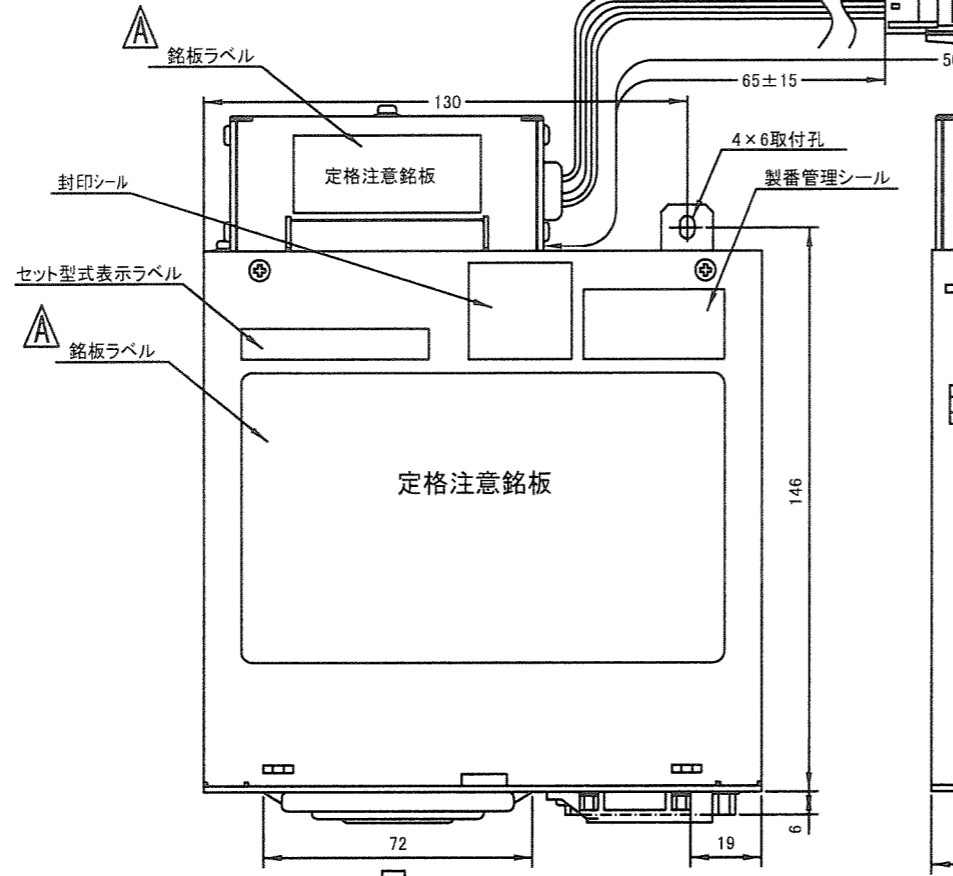 A
銘板ラベル
65±15
130
4×6取付孔
定格注意銘板
製番管理シール
封印シール
セット型式表示ラベル
A
銘板ラベル
定格注意銘板
146
72
19
6